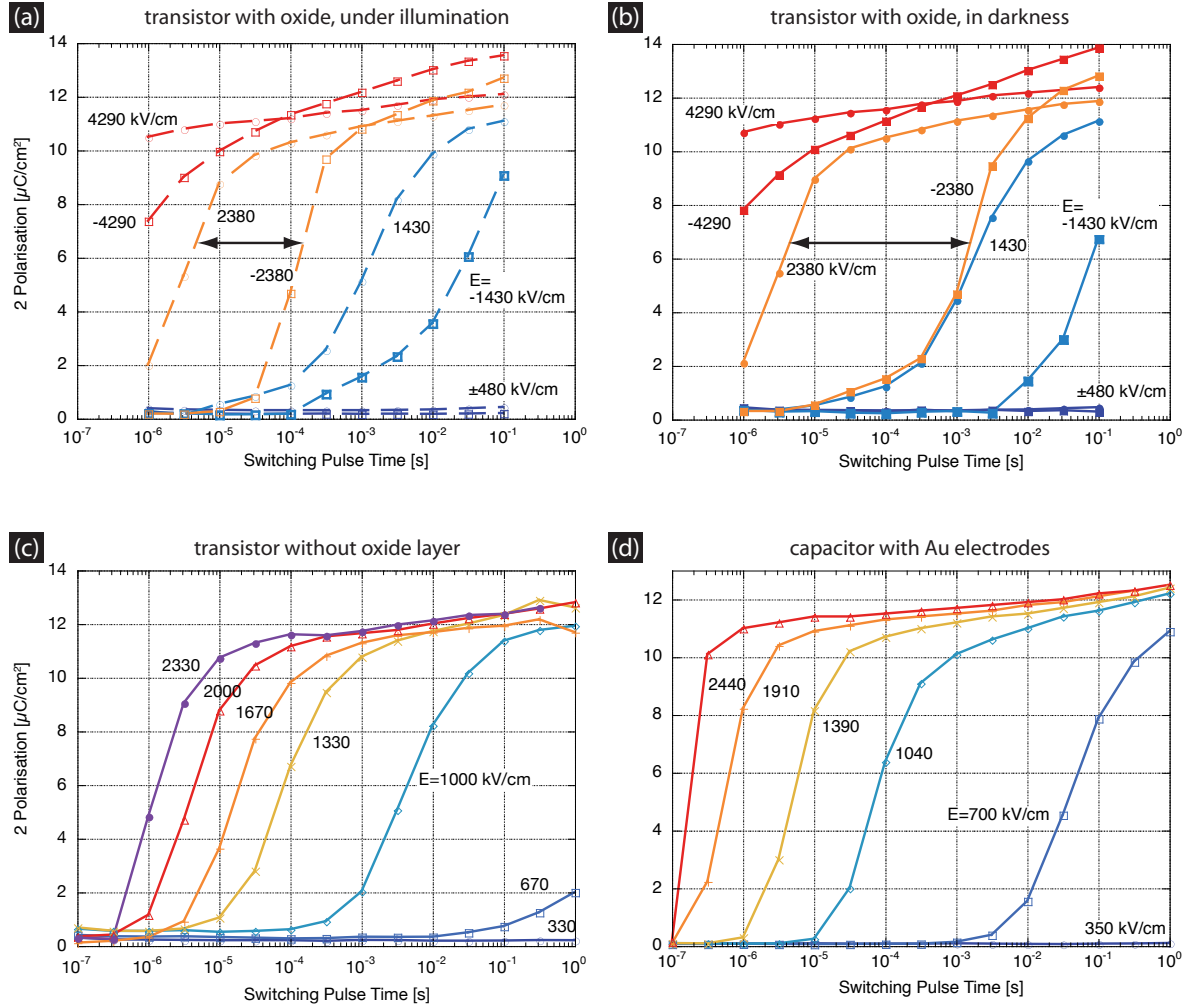 (a) transistor with oxide, under illumination
14
12
10
8
6
4
2
0
2 Polarisation [µC/cm²]
4290 kV/cm
-4290
2380
-2380
1430
E=
-1430 kV/cm
±480 kV/cm
10⁻⁷ 10⁻⁶ 10⁻⁵ 10⁻⁴ 10⁻³ 10⁻² 10⁻¹ 10⁰
Switching Pulse Time [s]
(b) transistor with oxide, in darkness
14
12
10
8
6
4
2
0
4290 kV/cm
-4290
2380 kV/cm
-2380
1430
E=
-1430 kV/cm
±480 kV/cm
10⁻⁷ 10⁻⁶ 10⁻⁵ 10⁻⁴ 10⁻³ 10⁻² 10⁻¹ 10⁰
Switching Pulse Time [s]
(c) transistor without oxide layer
14
12
10
8
6
4
2
0
2 Polarisation [µC/cm²]
2330
2000
1670
1330
E=1000 kV/cm
670
330
10⁻⁷ 10⁻⁶ 10⁻⁵ 10⁻⁴ 10⁻³ 10⁻² 10⁻¹ 10⁰
Switching Pulse Time [s]
(d) capacitor with Au electrodes
12
10
8
6
4
2
0
2440
1910
1390
1040
E=700 kV/cm
350 kV/cm
10⁻⁷ 10⁻⁶ 10⁻⁵ 10⁻⁴ 10⁻³ 10⁻² 10⁻¹ 10⁰
Switching Pulse Time [s]